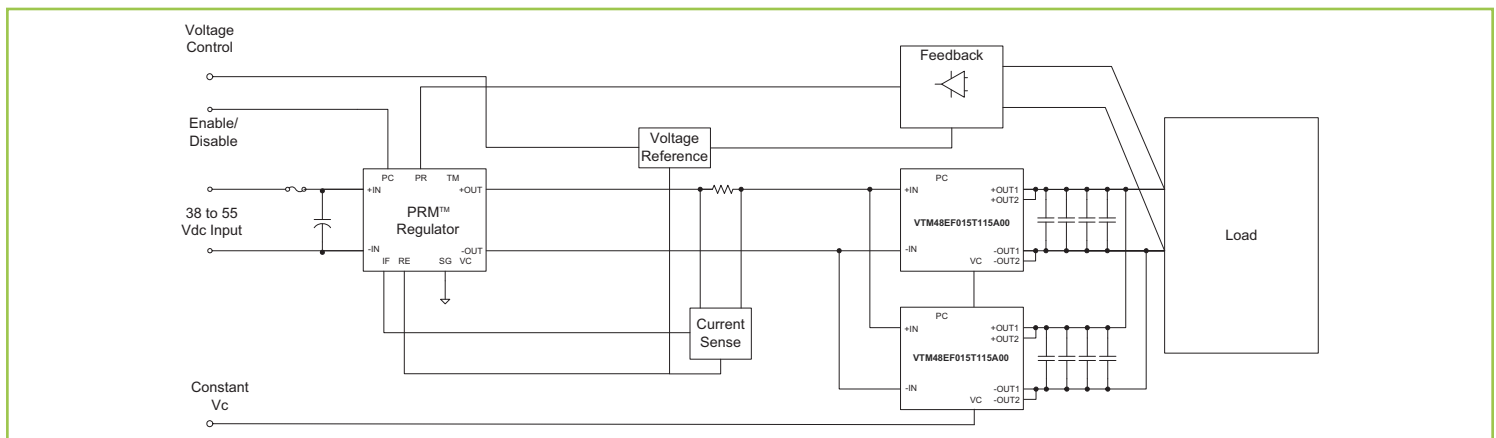 Voltage
Control
Enable/
Disable
38 to 55
Vdc Input
Constant
Vc
PC PR TM
+IN +OUT
PRM™
Regulator
-IN -OUT
IF RE SG VC
Voltage
Reference
Current
Sense
Feedback
PC
+IN +OUT1
+OUT2
VTM48EF015T115A00
-IN -OUT1
-OUT2
VC
PC
+IN +OUT1
+OUT2
VTM48EF015T115A00
-IN -OUT1
VC -OUT2
Load